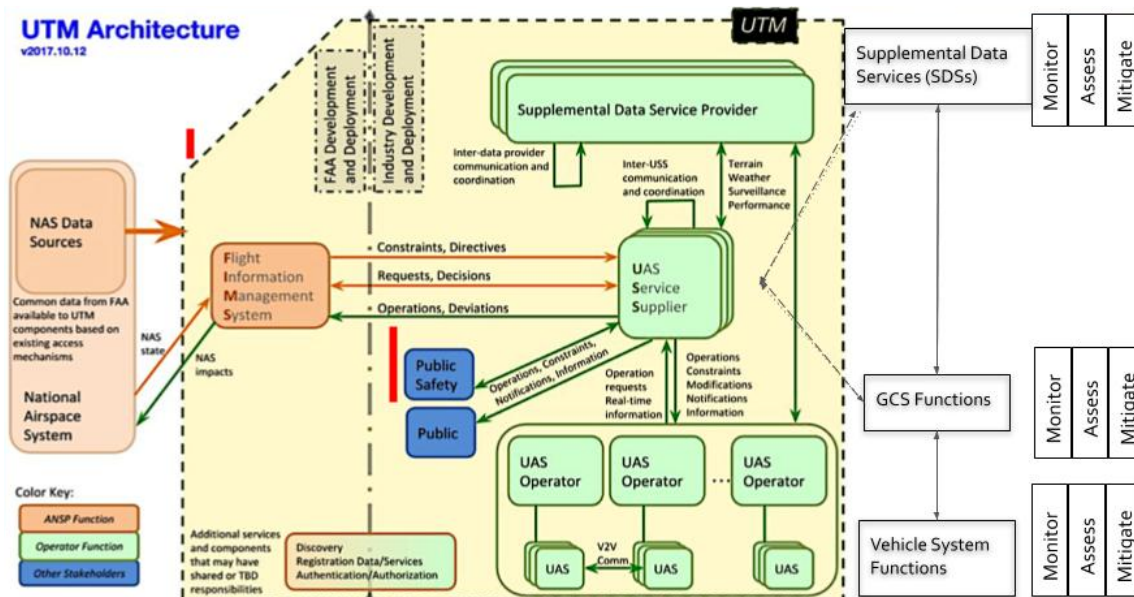 UTM Architecture
v2017.10.12
UTM
FAA Development
and Deployment
Industry Development
and Deployment
Supplemental Data Service Provider
Inter-data provider
communication and
coordination
Inter-USS
communication
and coordination
Terrain
Weather
Surveillance
Performance
NAS Data
Sources
Common data from FAA
available to UTM
components based on
existing access
mechanisms
National
Airspace
System
NAS
state
NAS
impacts
Flight
Information
Management
System
Constraints, Directives
Requests, Decisions
Operations, Deviations
UAS
Service
Supplier
Public
Safety
Public
Operations, Constraints,
Notifications, Information
Operation
requests
Real-time
information
Operations
Constraints
Modifications
Notifications
Information
UAS
Operator
UAS
Operator
...
UAS
Operator
UAS
V2V
Comm.
UAS
UAS
Color Key:
ANSP Function
Operator Function
Other Stakeholders
Additional services
and components
that may have
shared or TBD
responsibilities
Discovery
Registration Data/Services
Authentication/Authorization
Supplemental Data
Services (SDSs)
Monitor
Assess
Mitigate
GCS Functions
Monitor
Assess
Mitigate
Vehicle System
Functions
Monitor
Assess
Mitigate